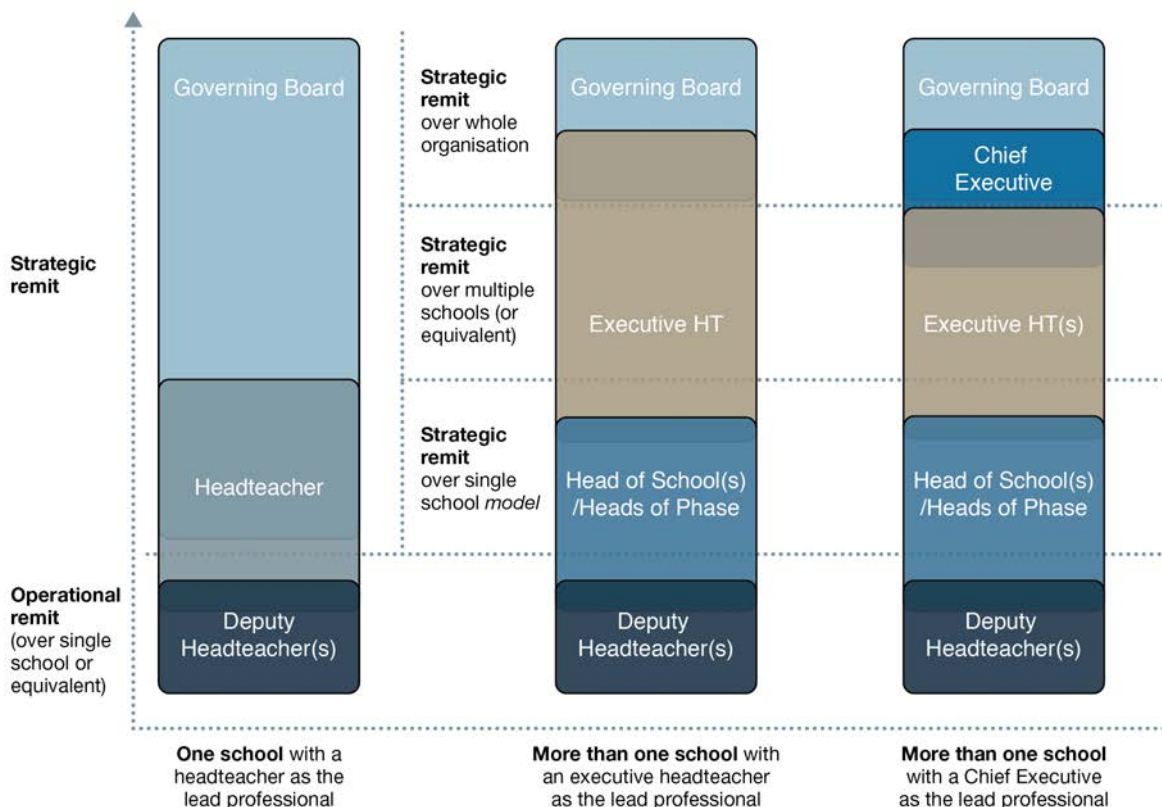 Strategic
remit
Operational
remit
(over single
school or
equivalent)
Governing Board
Headteacher
Deputy
Headteacher(s)
One school with a
headteacher as the
lead professional
Strategic
remit
over whole
organisation
Strategic
remit
over multiple
schools (or
equivalent)
Strategic
remit
over single
school model
Governing Board
Executive HT
Head of School(s)
/Heads of Phase
Deputy
Headteacher(s)
More than one school with
an executive headteacher
as the lead professional
Governing Board
Chief
Executive
Executive HT(s)
Head of School(s)
/Heads of Phase
Deputy
Headteacher(s)
More than one school
with a Chief Executive
as the lead professional